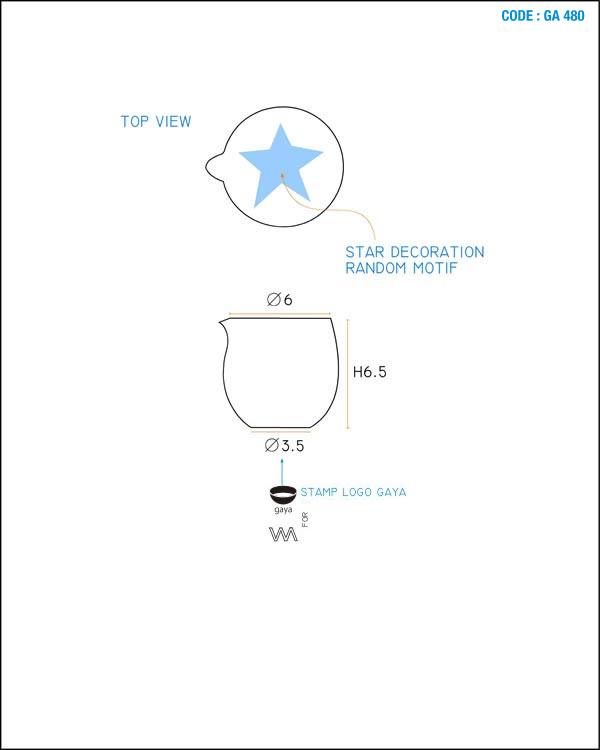 CODE : GA 480
TOP VIEW
STAR DECORATION
RANDOM MOTIF
Ø6
H6.5
Ø3.5
STAMP LOGO GAYA
gaya
FOR